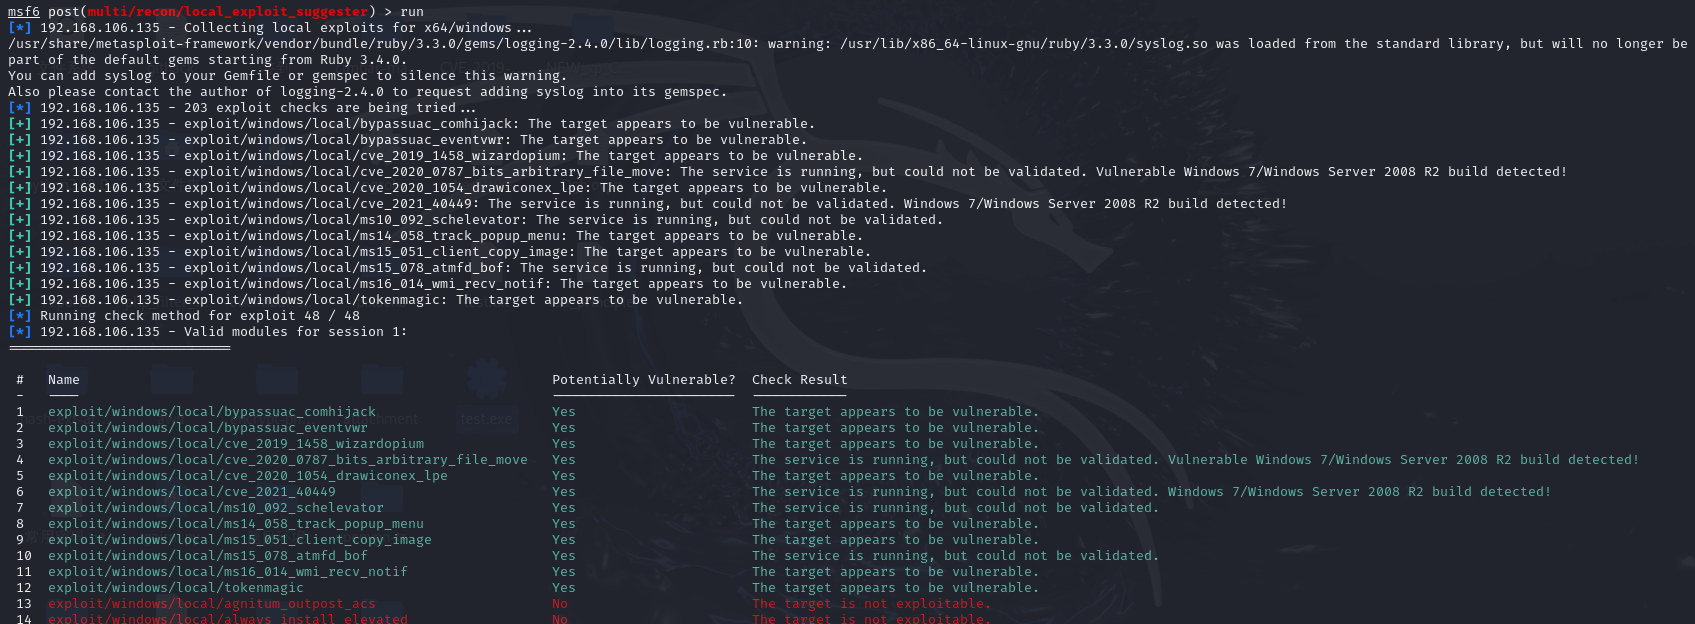 msf6 post(multi/recon/local_exploit_suggester) > run
[*] 192.168.106.135 - Collecting local exploits for x64/windows...
/usr/share/metasploit-framework/vendor/bundle/ruby/3.3.0/gems/logging-2.4.0/lib/logging.rb:10: warning: /usr/lib/x86_64-linux-gnu/ruby/3.3.0/syslog.so was loaded from the standard library, but will no longer be
part of the default gems starting from Ruby 3.4.0.
You can add syslog to your Gemfile or gemspec to silence this warning.
Also please contact the author of logging-2.4.0 to request adding syslog into its gemspec.
[*] 192.168.106.135 - 203 exploit checks are being tried...
[+] 192.168.106.135 - exploit/windows/local/bypassuac_comhijack: The target appears to be vulnerable.
[+] 192.168.106.135 - exploit/windows/local/bypassuac_eventvwr: The target appears to be vulnerable.
[+] 192.168.106.135 - exploit/windows/local/cve_2019_1458_wizardopium: The target appears to be vulnerable.
[+] 192.168.106.135 - exploit/windows/local/cve_2020_0787_bits_arbitrary_file_move: The service is running, but could not be validated. Vulnerable Windows 7/Windows Server 2008 R2 build detected!
[+] 192.168.106.135 - exploit/windows/local/cve_2020_1054_drawiconex_lpe: The target appears to be vulnerable.
[+] 192.168.106.135 - exploit/windows/local/cve_2021_40449: The service is running, but could not be validated. Windows 7/Windows Server 2008 R2 build detected!
[+] 192.168.106.135 - exploit/windows/local/ms10_092_schelevator: The service is running, but could not be validated.
[+] 192.168.106.135 - exploit/windows/local/ms14_058_track_popup_menu: The target appears to be vulnerable.
[+] 192.168.106.135 - exploit/windows/local/ms15_051_client_copy_image: The target appears to be vulnerable.
[+] 192.168.106.135 - exploit/windows/local/ms15_078_atmfd_bof: The service is running, but could not be validated.
[+] 192.168.106.135 - exploit/windows/local/ms16_014_wmi_recv_notif: The target appears to be vulnerable.
[+] 192.168.106.135 - exploit/windows/local/tokenmagic: The target appears to be vulnerable.
[*] Running check method for exploit 48 / 48
[*] 192.168.106.135 - Valid modules for session 1:
============================
# Name Potentially Vulnerable? Check Result
- ---- ----------------------- ------------
1 exploit/windows/local/bypassuac_comhijack Yes The target appears to be vulnerable.
2 exploit/windows/local/bypassuac_eventvwr Yes The target appears to be vulnerable.
3 exploit/windows/local/cve_2019_1458_wizardopium Yes The target appears to be vulnerable.
4 exploit/windows/local/cve_2020_0787_bits_arbitrary_file_move Yes The service is running, but could not be validated. Vulnerable Windows 7/Windows Server 2008 R2 build detected!
5 exploit/windows/local/cve_2020_1054_drawiconex_lpe Yes The target appears to be vulnerable.
6 exploit/windows/local/cve_2021_40449 Yes The service is running, but could not be validated. Windows 7/Windows Server 2008 R2 build detected!
7 exploit/windows/local/ms10_092_schelevator Yes The service is running, but could not be validated.
8 exploit/windows/local/ms14_058_track_popup_menu Yes The target appears to be vulnerable.
9 exploit/windows/local/ms15_051_client_copy_image Yes The target appears to be vulnerable.
10 exploit/windows/local/ms15_078_atmfd_bof Yes The service is running, but could not be validated.
11 exploit/windows/local/ms16_014_wmi_recv_notif Yes The target appears to be vulnerable.
12 exploit/windows/local/tokenmagic Yes The target appears to be vulnerable.
13 exploit/windows/local/agnitum_outpost_acs No The target is not exploitable.
14 exploit/windows/local/always_install_elevated No The target is not exploitable.
test.exe